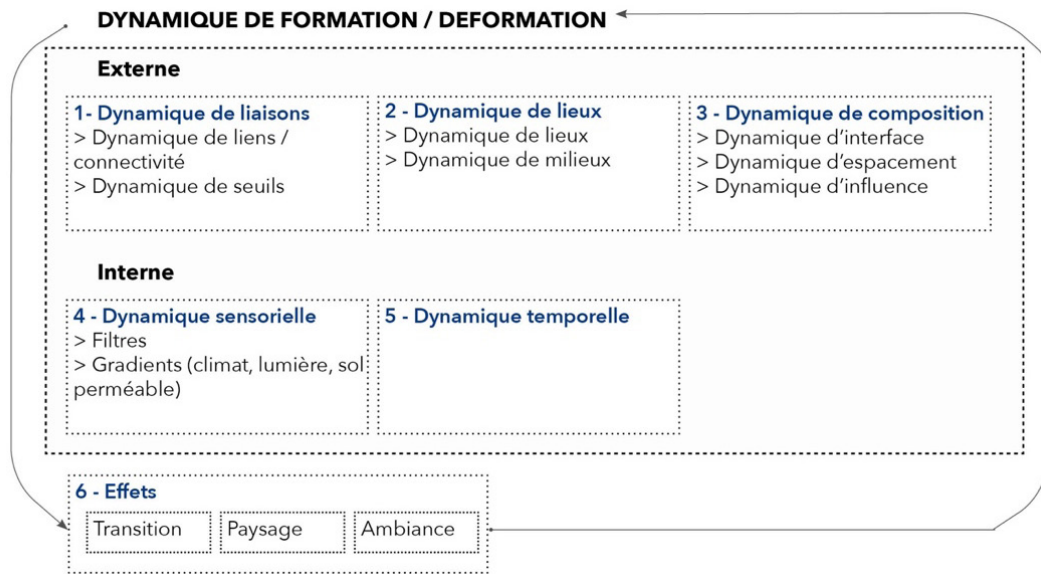 DYNAMIQUE DE FORMATION / DEFORMATION
Externe
1- Dynamique de liaisons
> Dynamique de liens /
connectivité
> Dynamique de seuils
2 - Dynamique de lieux
> Dynamique de lieux
> Dynamique de milieux
3 - Dynamique de composition
> Dynamique d’interface
> Dynamique d’espacement
> Dynamique d’influence
Interne
4 - Dynamique sensorielle
> Filtres
> Gradients (climat, lumière, sol
perméable)
5 - Dynamique temporelle
6 - Effets
Transition
Paysage
Ambiance